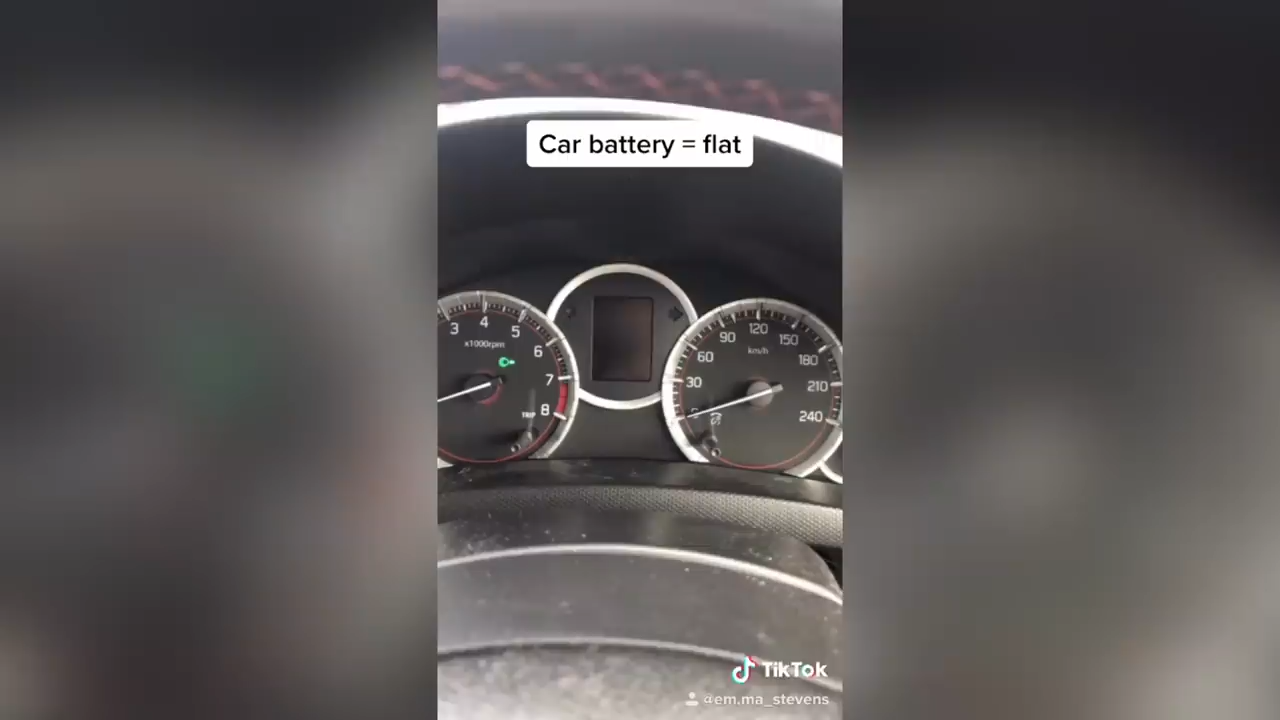 Car battery = flat
3 4 5 6 7 8
x1000rpm
TRIP
30 60 90 120 150 180 210 240
km/h
TikTok
@em.ma_stevens